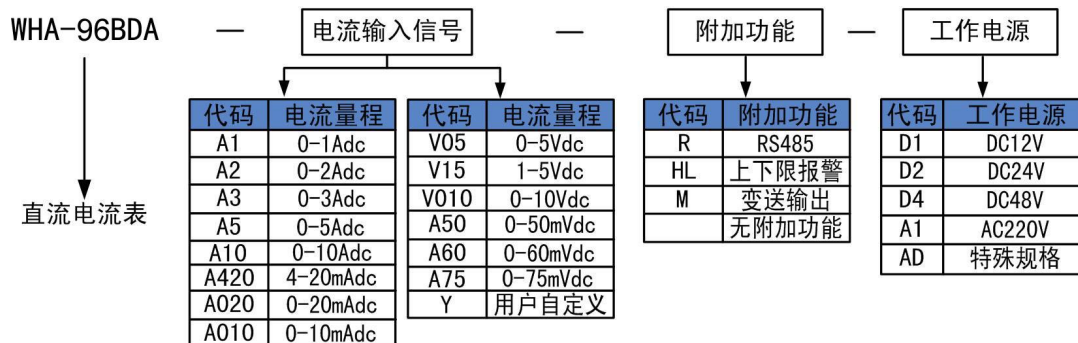 WHA-96BDA — 电流输入信号 — 附加功能 — 工作电源
直流电流表
代码 电流量程
A1 0-1Adc
A2 0-2Adc
A3 0-3Adc
A5 0-5Adc
A10 0-10Adc
A420 4-20mAdc
A020 0-20mAdc
A010 0-10mAdc
代码 电流量程
V05 0-5Vdc
V15 1-5Vdc
V010 0-10Vdc
A50 0-50mVdc
A60 0-60mVdc
A75 0-75mVdc
Y 用户自定义
代码 附加功能
R RS485
HL 上下限报警
M 变送输出
无附加功能
代码 工作电源
D1 DC12V
D2 DC24V
D4 DC48V
A1 AC220V
AD 特殊规格